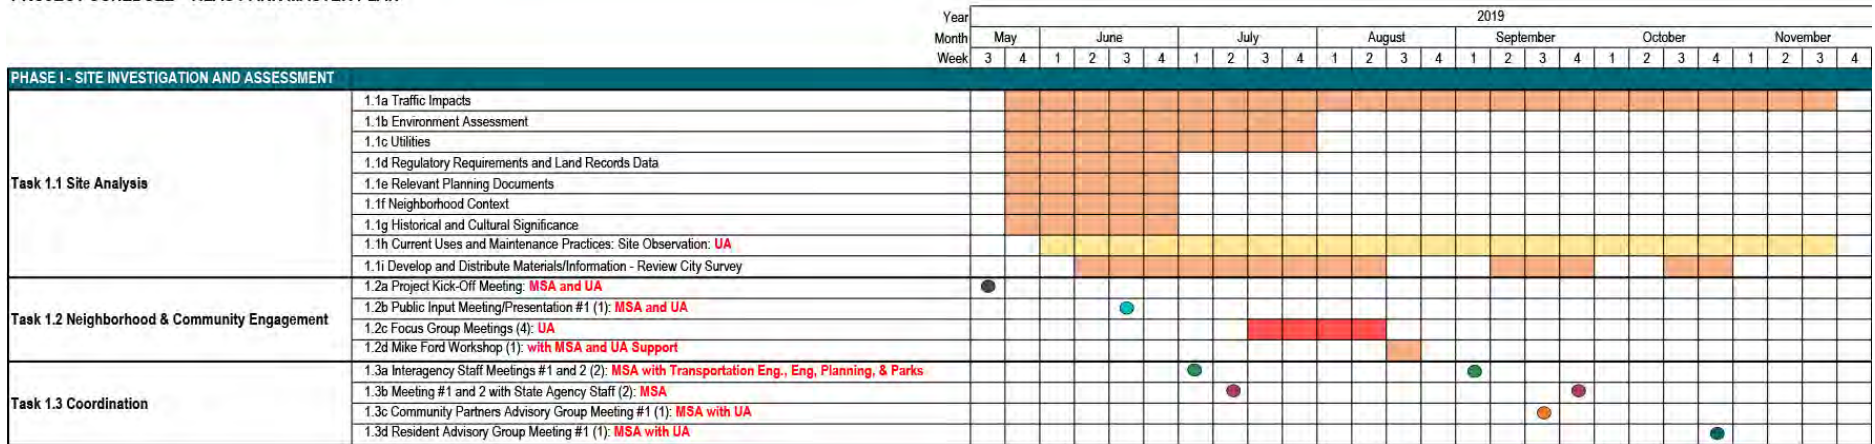 Year 2019
Month May June July August September October November
Week 3 4 1 2 3 4 1 2 3 4 1 2 3 4 1 2 3 4 1 2 3 4 1 2 3 4
PHASE I - SITE INVESTIGATION AND ASSESSMENT
Task 1.1 Site Analysis
1.1a Traffic Impacts
1.1b Environment Assessment
1.1c Utilities
1.1d Regulatory Requirements and Land Records Data
1.1e Relevant Planning Documents
1.1f Neighborhood Context
1.1g Historical and Cultural Significance
1.1h Current Uses and Maintenance Practices: Site Observation: UA
1.1i Develop and Distribute Materials/Information - Review City Survey
Task 1.2 Neighborhood & Community Engagement
1.2a Project Kick-Off Meeting: MSA and UA
1.2b Public Input Meeting/Presentation #1 (1): MSA and UA
1.2c Focus Group Meetings (4): UA
1.2d Mike Ford Workshop (1): with MSA and UA Support
Task 1.3 Coordination
1.3a Interagency Staff Meetings #1 and 2 (2): MSA with Transportation Eng., Eng, Planning, & Parks
1.3b Meeting #1 and 2 with State Agency Staff (2): MSA
1.3c Community Partners Advisory Group Meeting #1 (1): MSA with UA
1.3d Resident Advisory Group Meeting #1 (1): MSA with UA